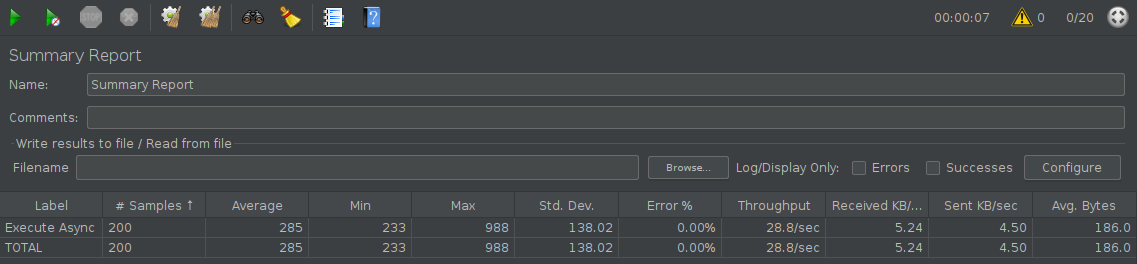 STOP
00:00:07 0 0/20
Summary Report
Name: Summary Report
Comments:
Write results to file / Read from file
Filename Browse... Log/Display Only: Errors Successes Configure
Label # Samples ↑ Average Min Max Std. Dev. Error % Throughput Received KB/... Sent KB/sec Avg. Bytes
Execute Async 200 285 233 988 138.02 0.00% 28.8/sec 5.24 4.50 186.0
TOTAL 200 285 233 988 138.02 0.00% 28.8/sec 5.24 4.50 186.0